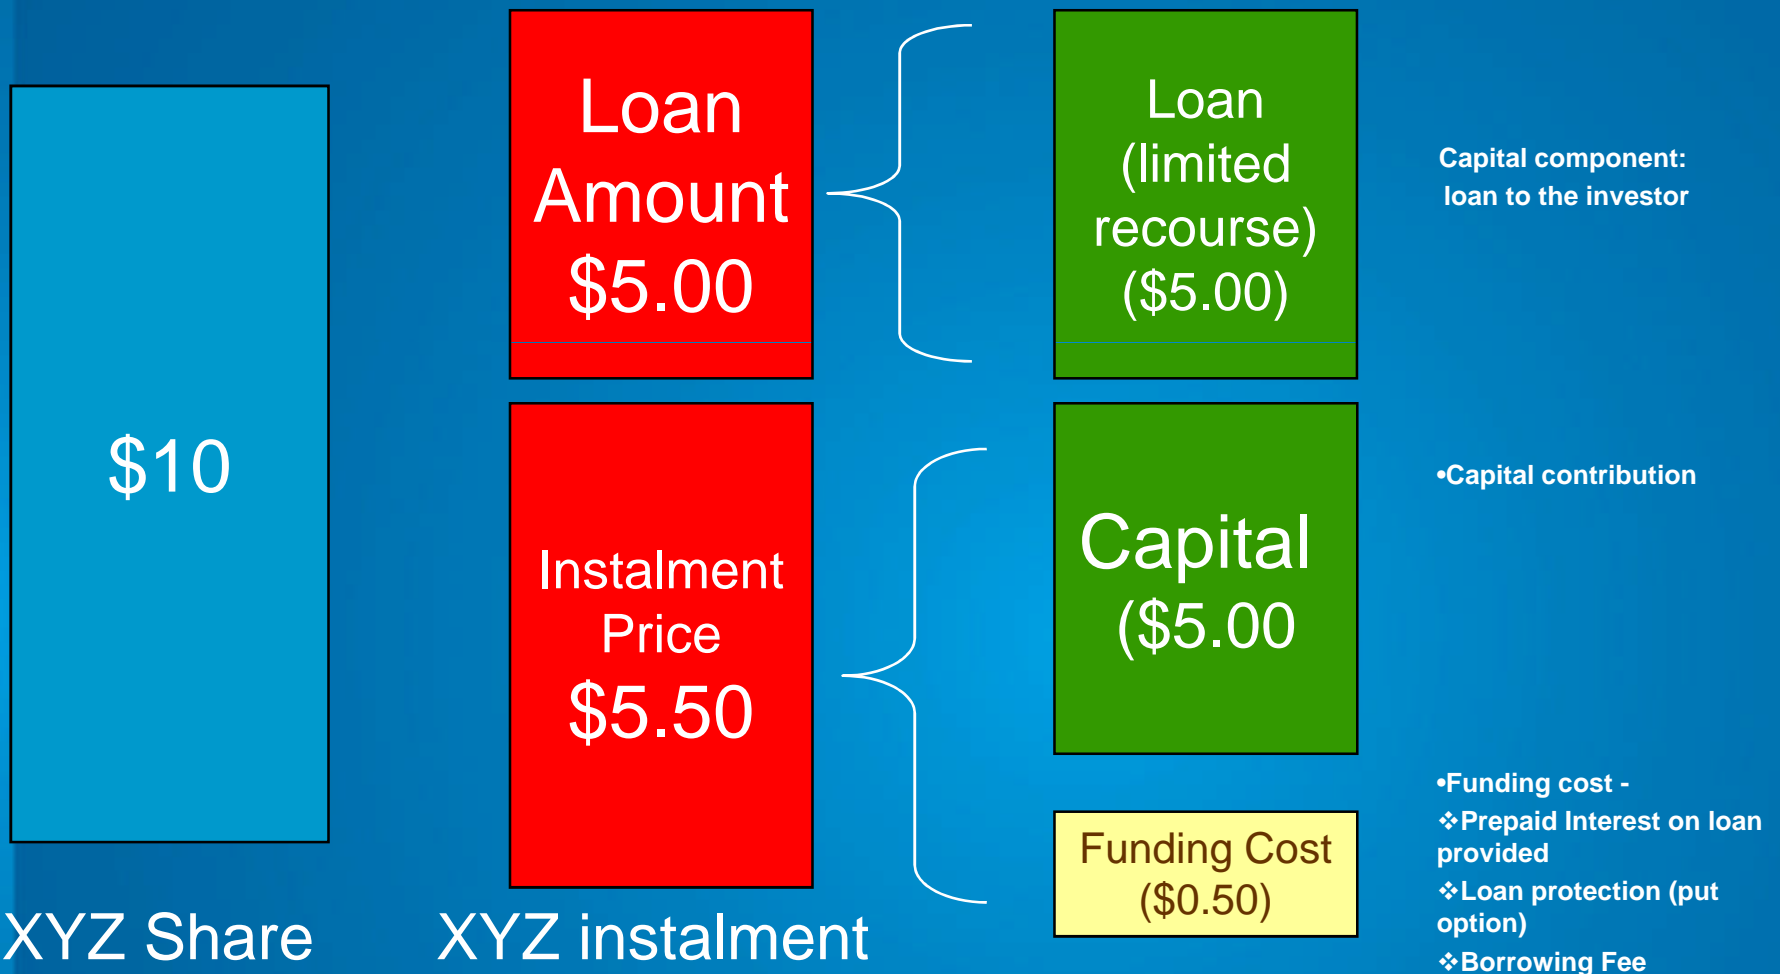 $10
XYZ Share
Loan
Amount
$5.00
Instalment
Price
$5.50
XYZ instalment
Loan
(limited
recourse)
($5.00)
Capital
($5.00
Funding Cost
($0.50)
Capital component:
loan to the investor
•Capital contribution
•Funding cost -
❖Prepaid Interest on loan
provided
❖Loan protection (put
option)
❖Borrowing Fee